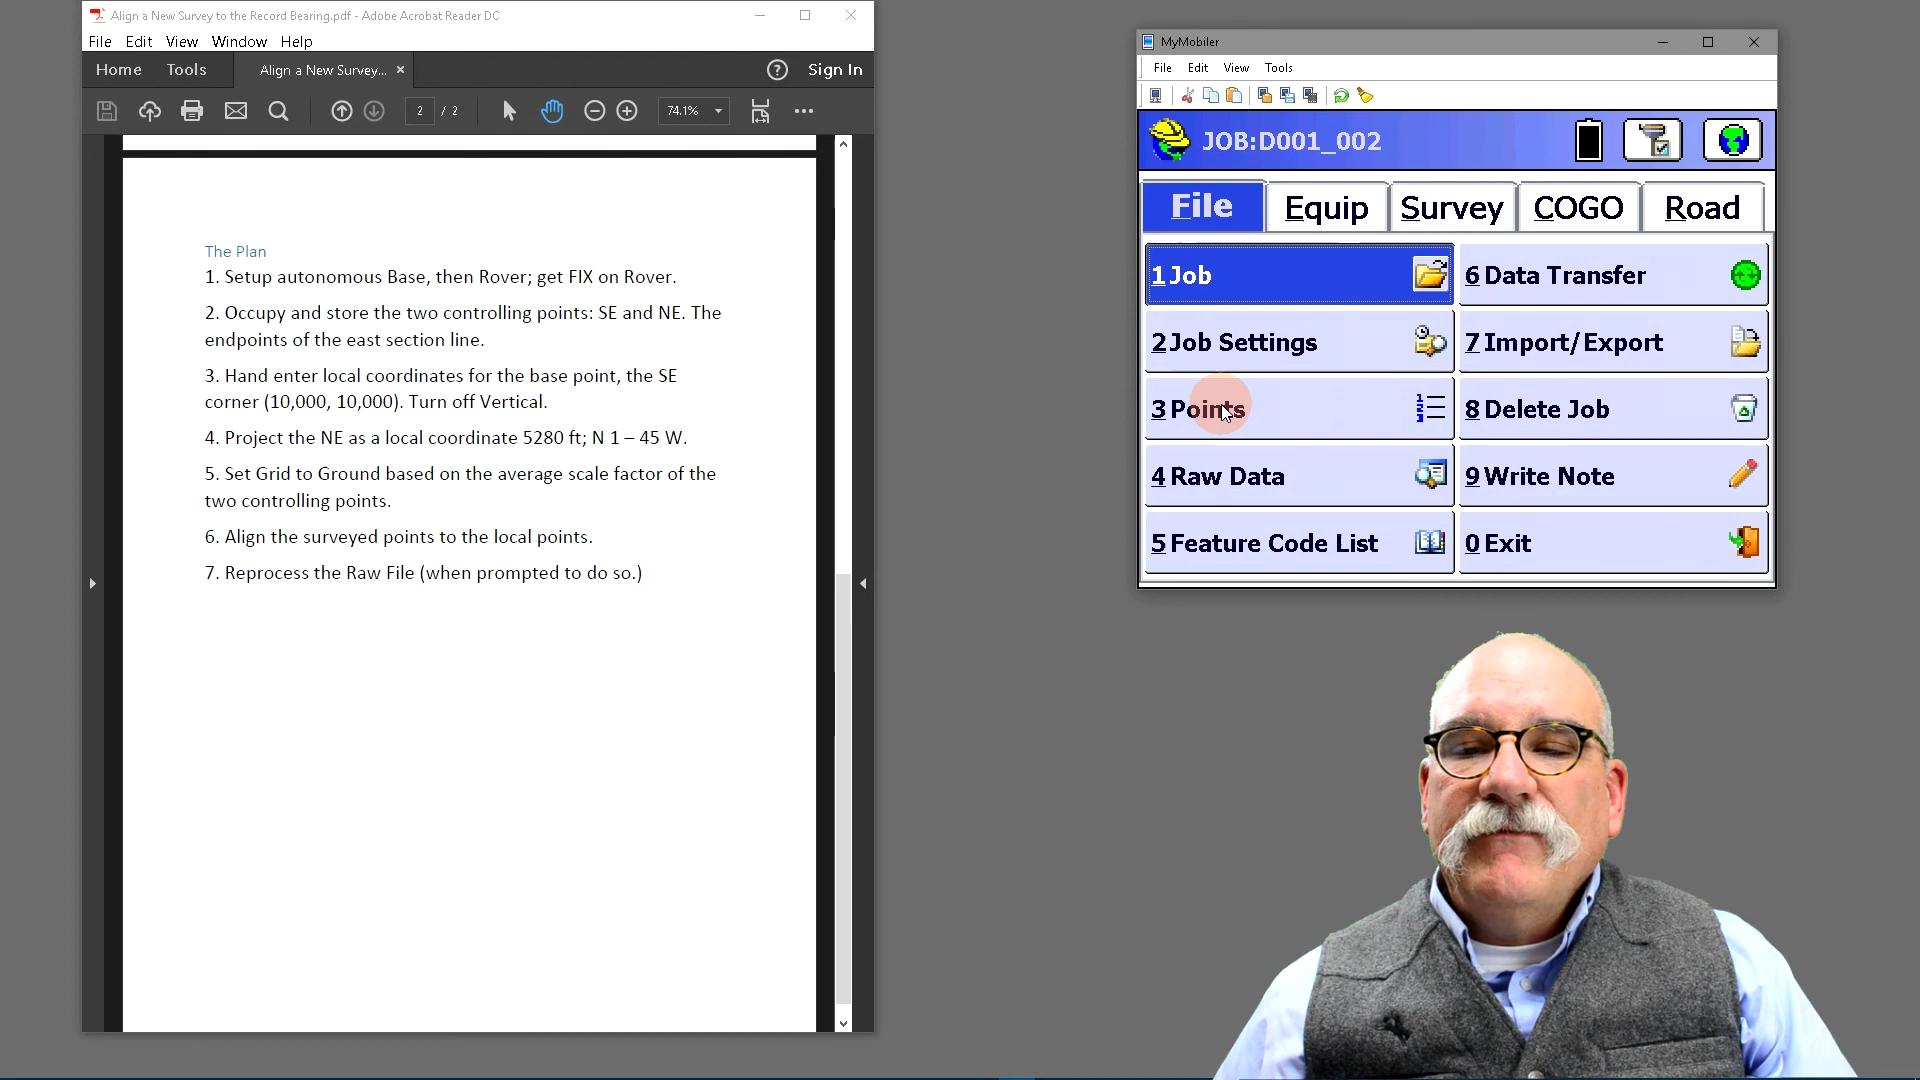 Align a New Survey to the Record Bearing.pdf - Adobe Acrobat Reader DC
File Edit View Window Help
Home Tools Align a New Survey... × ? Sign In
2 / 2 74.1%
The Plan
1. Setup autonomous Base, then Rover; get FIX on Rover.
2. Occupy and store the two controlling points: SE and NE. The
endpoints of the east section line.
3. Hand enter local coordinates for the base point, the SE
corner (10,000, 10,000). Turn off Vertical.
4. Project the NE as a local coordinate 5280 ft; N 1 – 45 W.
5. Set Grid to Ground based on the average scale factor of the
two controlling points.
6. Align the surveyed points to the local points.
7. Reprocess the Raw File (when prompted to do so.)
MyMobiler
File Edit View Tools
JOB:D001_002
File Equip Survey COGO Road
1 Job 6 Data Transfer
2 Job Settings 7 Import/Export
3 Points 8 Delete Job
4 Raw Data 9 Write Note
5 Feature Code List 0 Exit